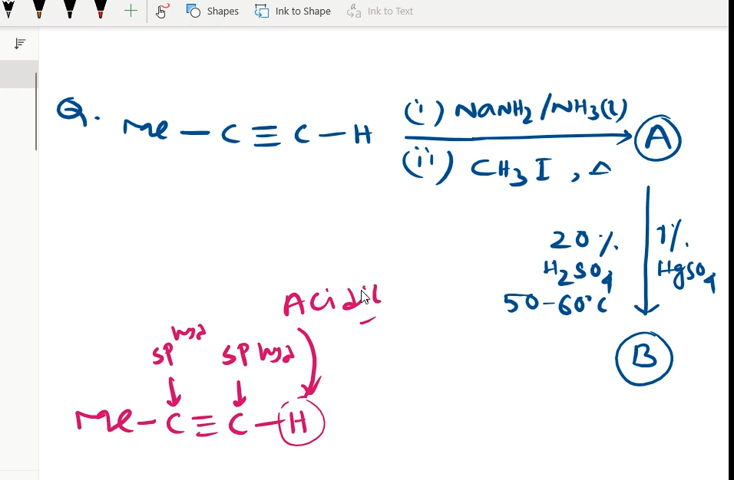 Shapes Ink to Shape Ink to Text
Q. Me — C ≡ C — H (i) NaNH2/NH3(l) A
(ii) CH3I, Δ
20% 1%
H2SO4 HgSO4
50-60°C
B
Acidic
sp hyd sp hyd
Me - C ≡ C - H